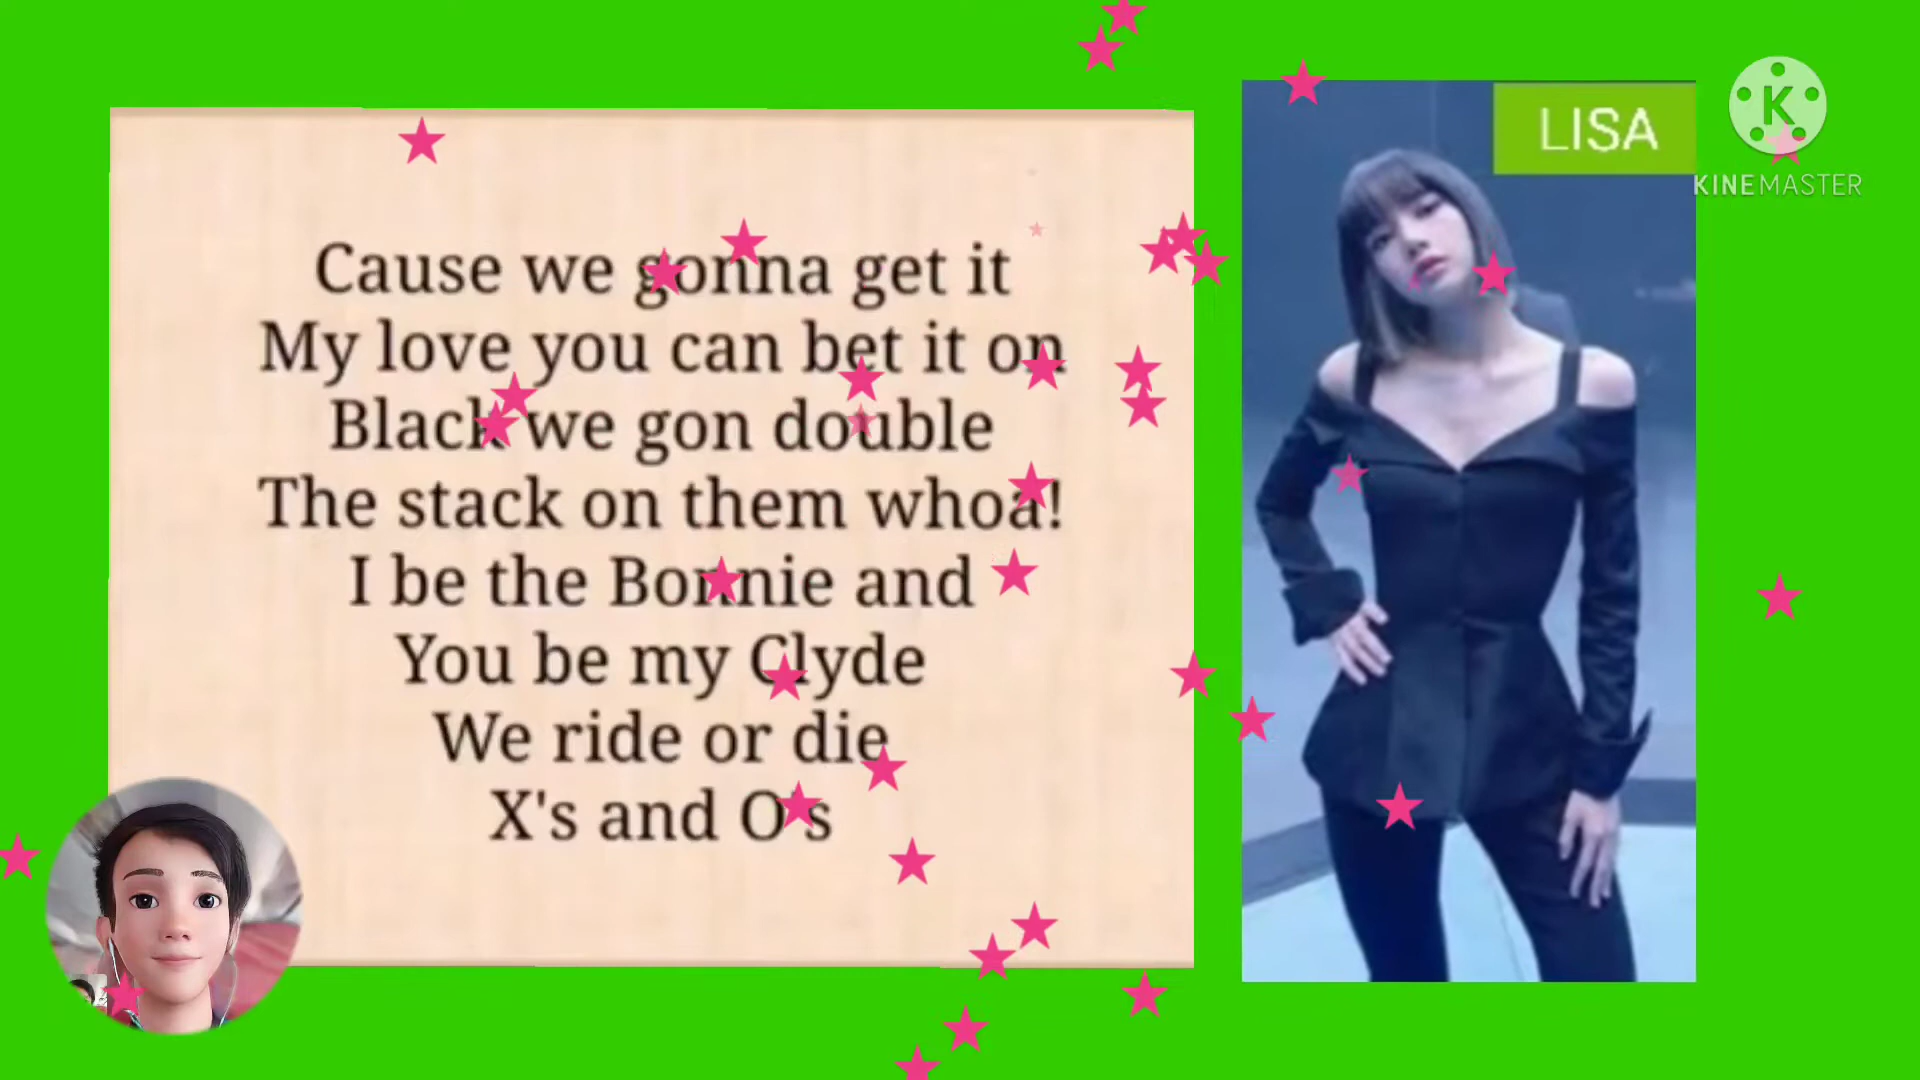 Cause we gonna get it
My love you can bet it on
Black we gon double
The stack on them whoa!
I be the Bonnie and
You be my Clyde
We ride or die
X's and O's
LISA
K
KINEMASTER